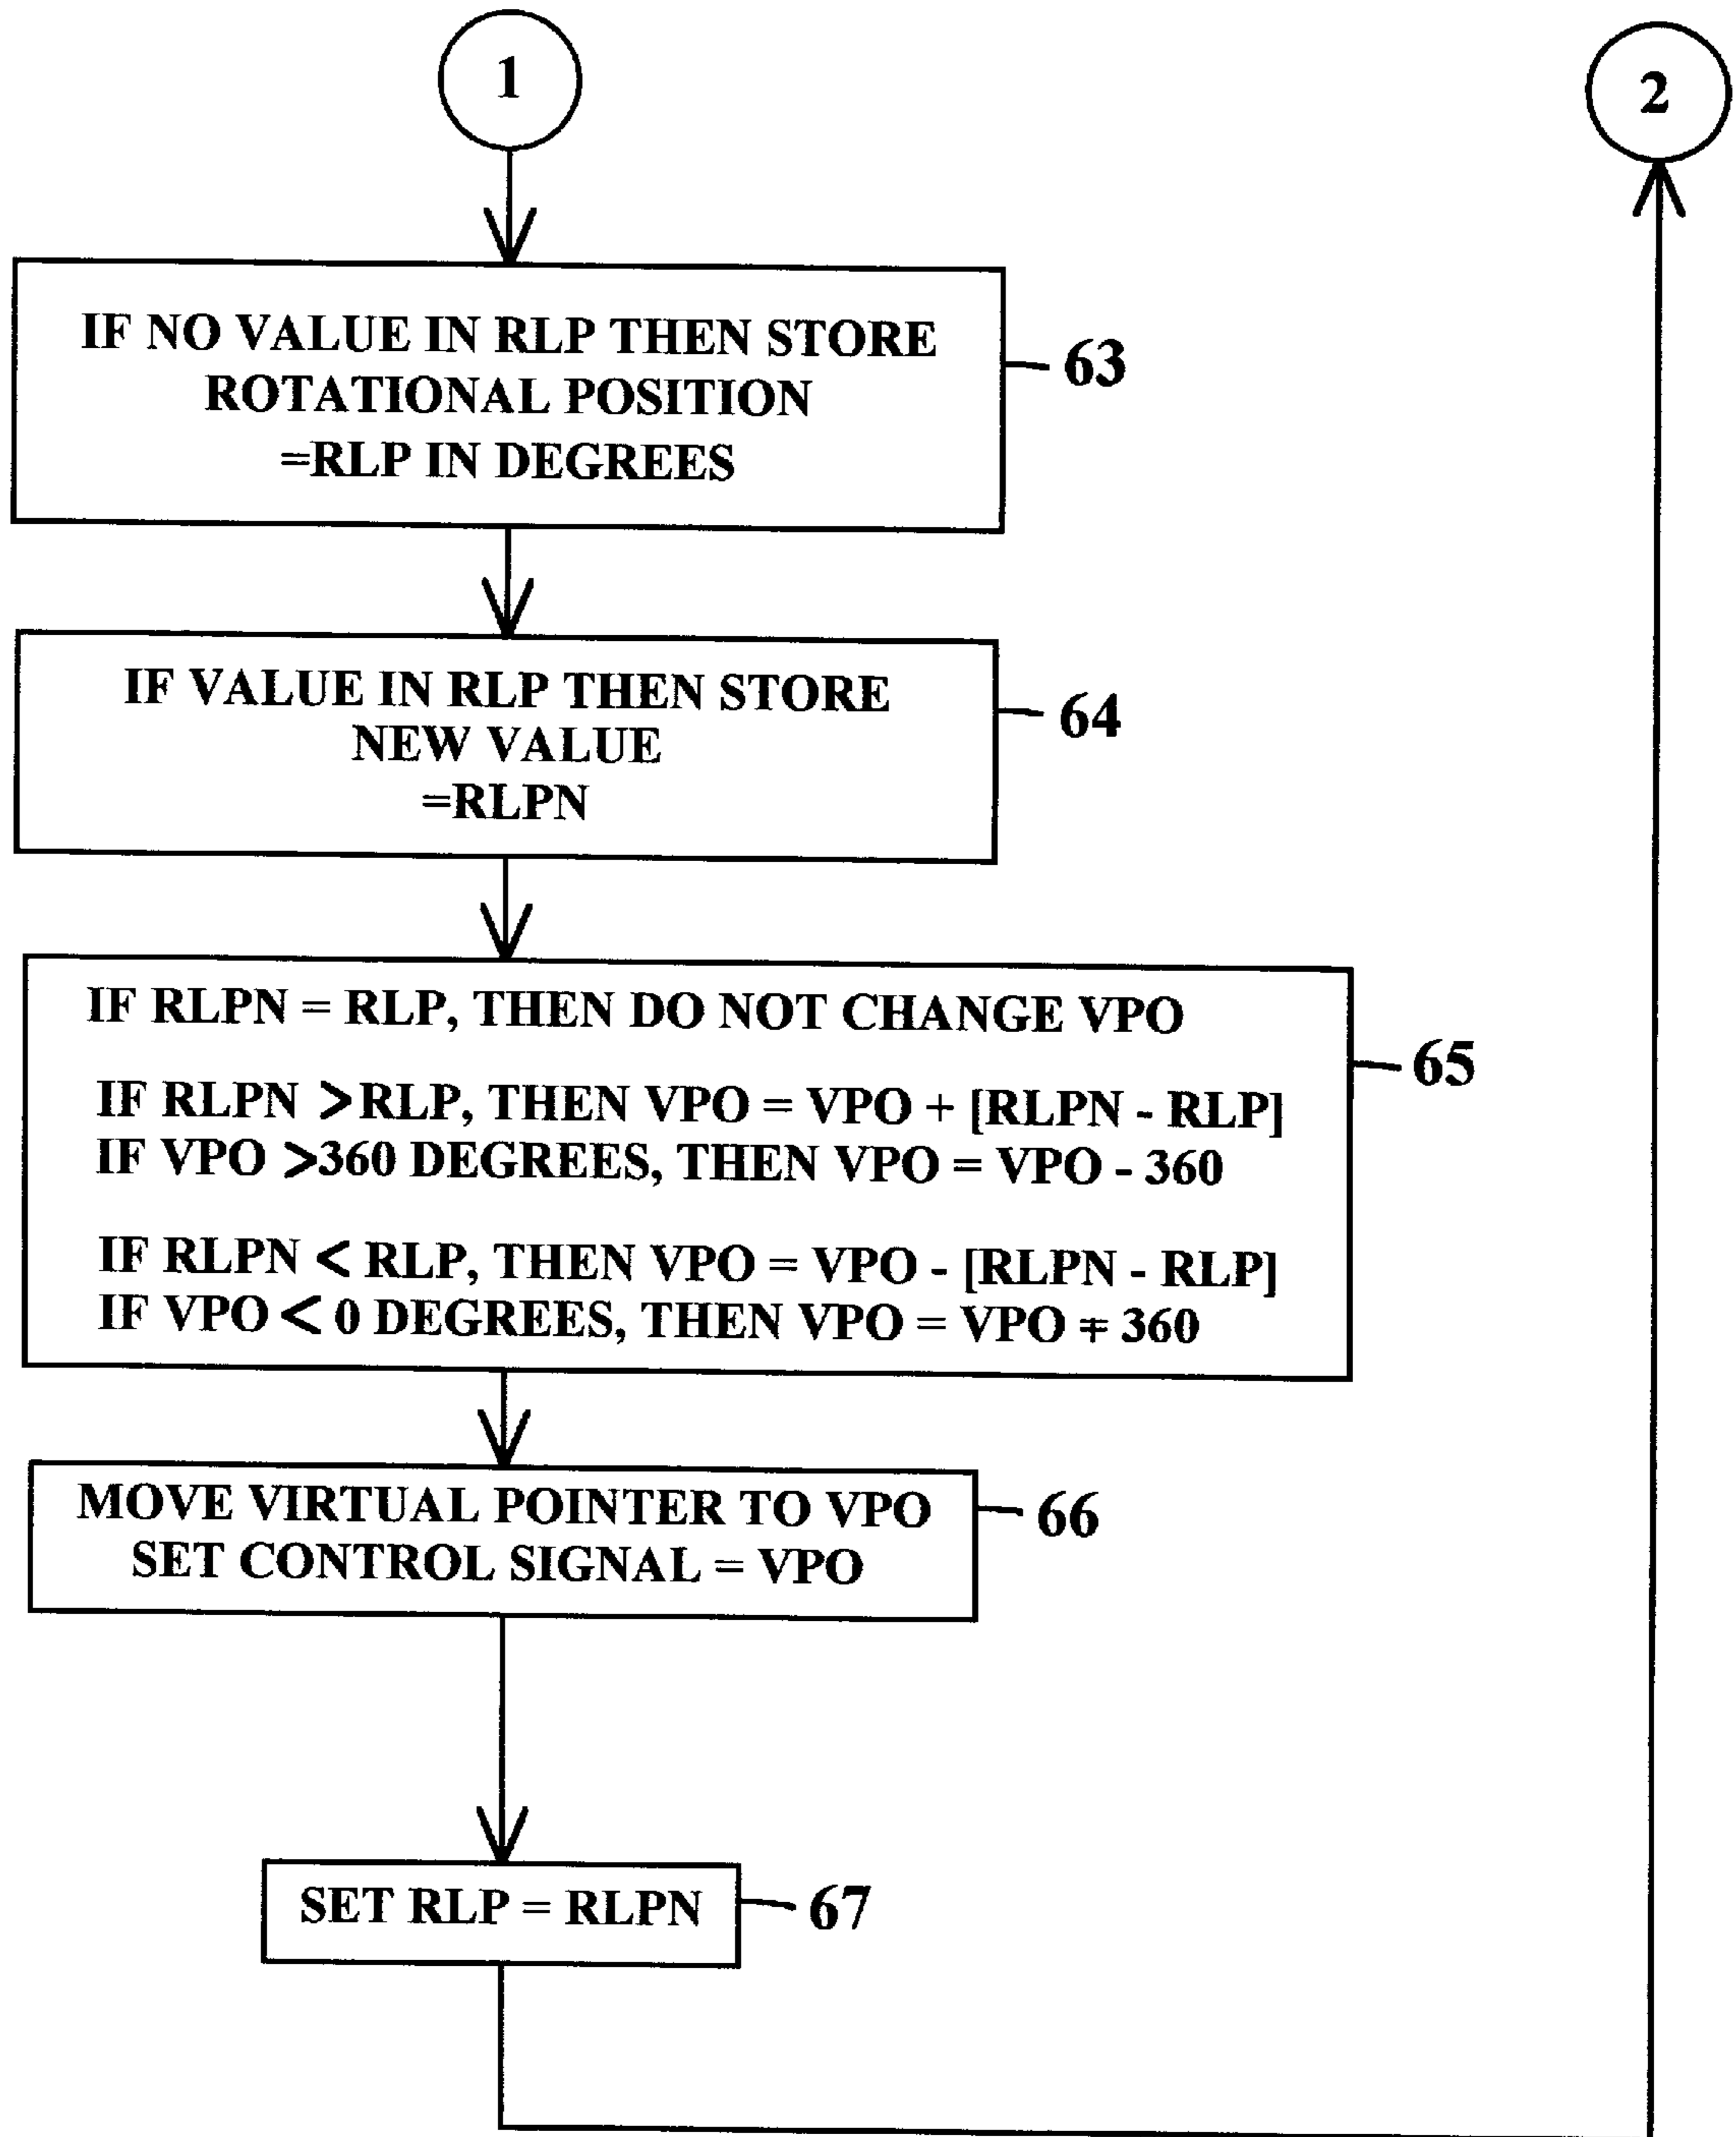 1
2
IF NO VALUE IN RLP THEN STORE
ROTATIONAL POSITION
=RLP IN DEGREES
63
IF VALUE IN RLP THEN STORE
NEW VALUE
=RLPN
64
IF RLPN = RLP, THEN DO NOT CHANGE VPO
IF RLPN >RLP, THEN VPO = VPO + [RLPN - RLP]
IF VPO >360 DEGREES, THEN VPO = VPO - 360
IF RLPN < RLP, THEN VPO = VPO - [RLPN - RLP]
IF VPO < 0 DEGREES, THEN VPO = VPO + 360
65
MOVE VIRTUAL POINTER TO VPO
SET CONTROL SIGNAL = VPO
66
SET RLP = RLPN
67